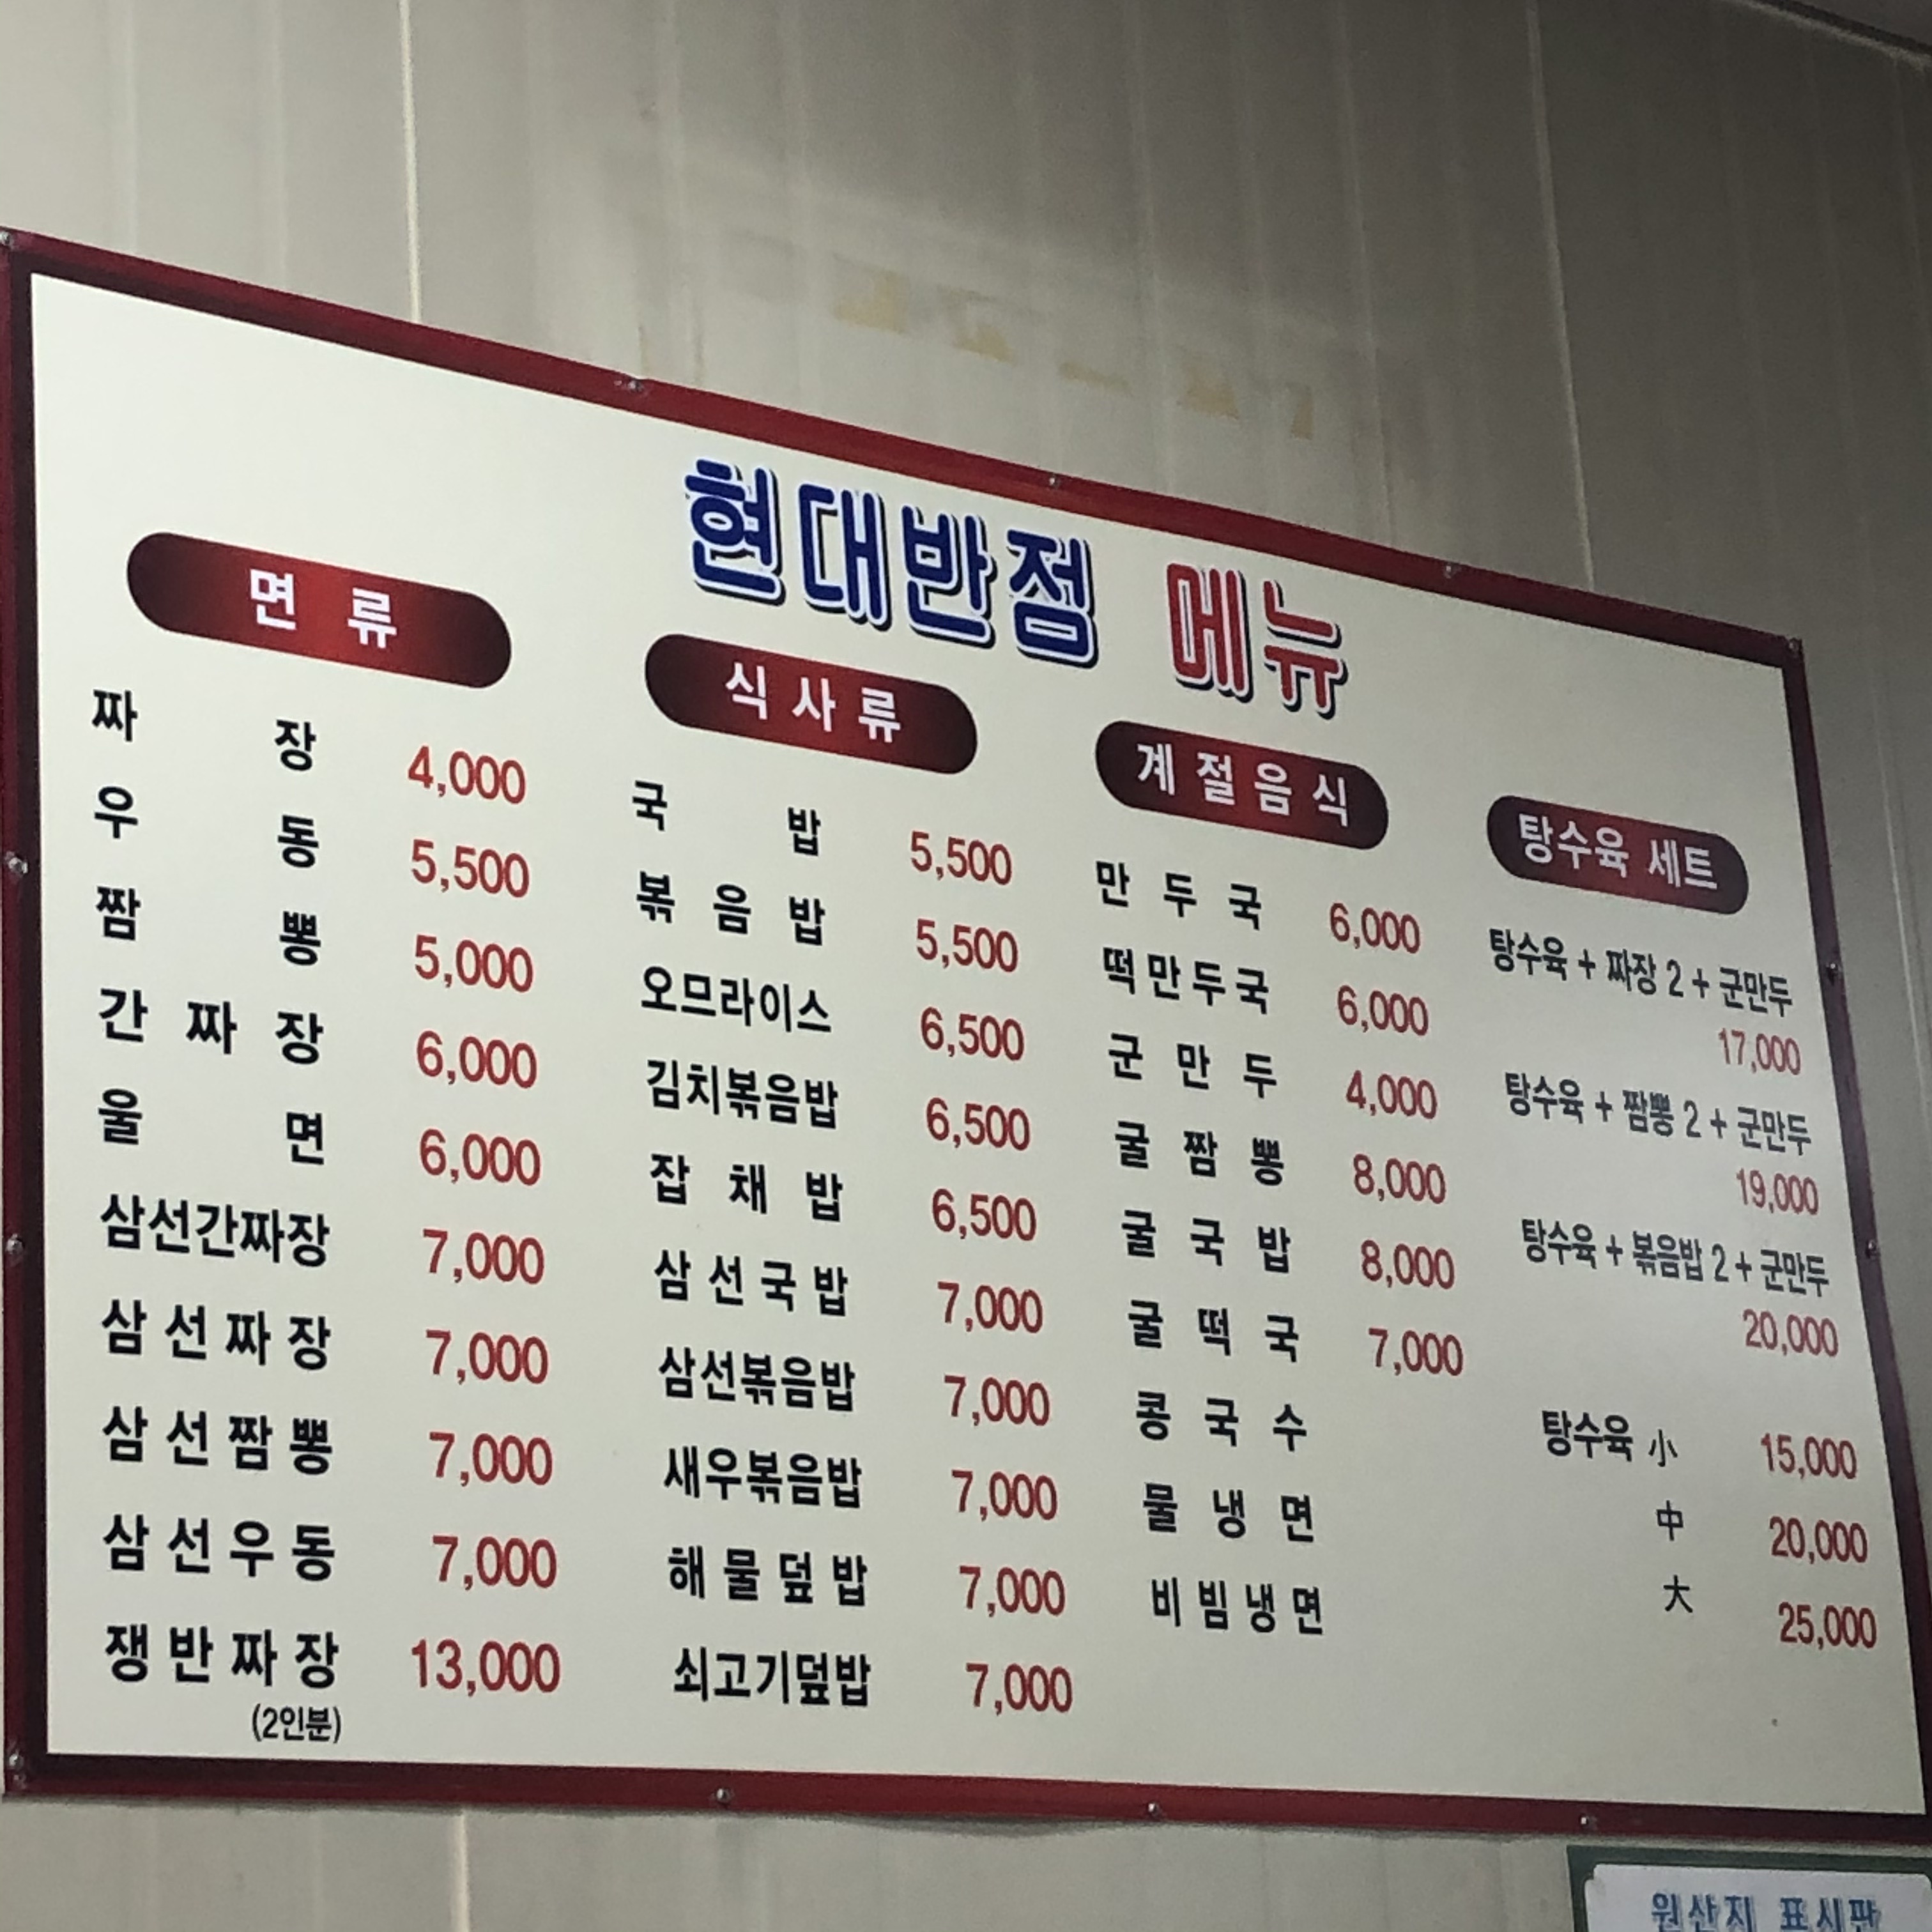 현대반점 메뉴
면 류
짜 장 4,000
우 동 5,500
짬 뽕 5,000
간 짜 장 6,000
울 면 6,000
삼선간짜장 7,000
삼 선 짜 장 7,000
삼 선 짬 뽕 7,000
삼 선 우 동 7,000
쟁 반 짜 장 13,000
(2인분)
식 사 류
국 밥 5,500
볶 음 밥 5,500
오므라이스 6,500
김치볶음밥 6,500
잡 채 밥 6,500
삼 선 국 밥 7,000
삼선볶음밥 7,000
새우볶음밥 7,000
해 물 덮 밥 7,000
쇠고기덮밥 7,000
계 절 음 식
만 두 국 6,000
떡 만 두 국 6,000
군 만 두 4,000
굴 짬 뽕 8,000
굴 국 밥 8,000
굴 떡 국 7,000
콩 국 수
물 냉 면
비 빔 냉 면
탕수육 세트
탕수육 + 짜장 2 + 군만두
17,000
탕수육 + 짬뽕 2 + 군만두
19,000
탕수육 + 볶음밥 2 + 군만두
20,000
탕수육 小 15,000
中 20,000
大 25,000
원산지 표시판